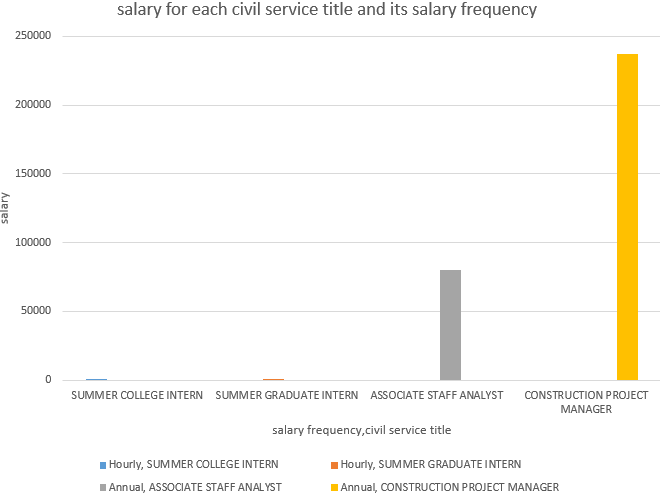 salary for each civil service title and its salary frequency
250000
200000
150000
100000
50000
0
salary
SUMMER COLLEGE INTERN
SUMMER GRADUATE INTERN
ASSOCIATE STAFF ANALYST
CONSTRUCTION PROJECT
MANAGER
salary frequency,civil service title
Hourly, SUMMER COLLEGE INTERN
Hourly, SUMMER GRADUATE INTERN
Annual, ASSOCIATE STAFF ANALYST
Annual, CONSTRUCTION PROJECT MANAGER